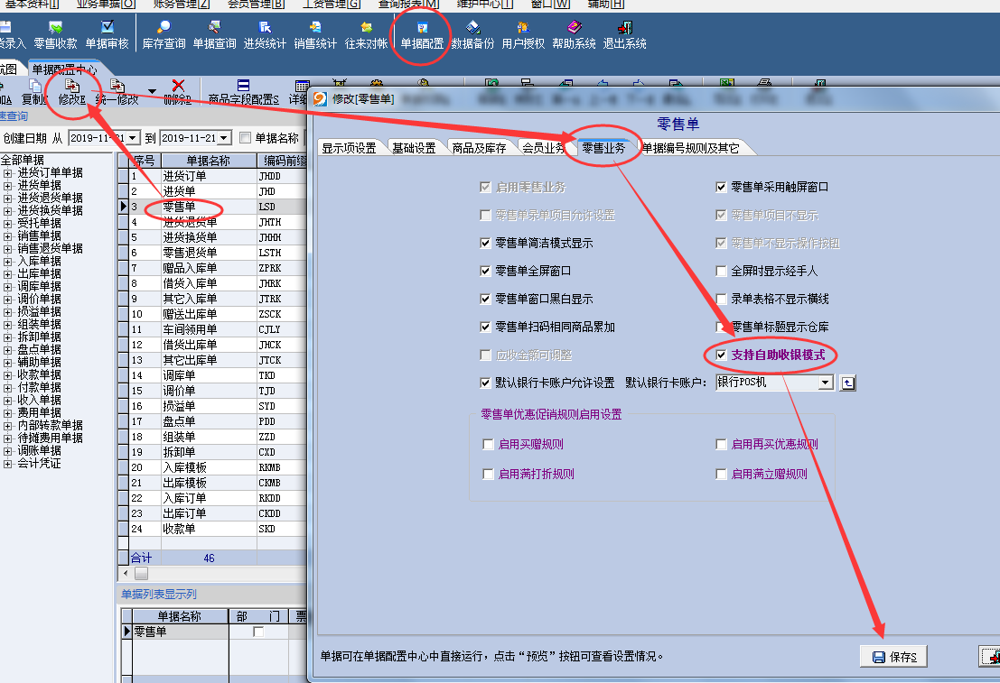 基本资料[I] 业务单据[O] 账务管理[Z] 会员管理[B] 工资管理[G] 查询报表[M] 维护中心[T] 窗口[W] 辅助[H]
货录入 零售收款 单据审核 库存查询 单据查询 进货统计 销售统计 往来对帐 单据配置 数据备份 用户授权 帮助系统 退出系统
航图 单据配置中心
加A 复制C 修改E 统一修改 删除D 商品字段配置S 详细
速查询
创建日期 从 2019-11-21 到 2019-11-21 单据名称
全部单据
进货订单单据
进货单据
进货退货单据
进货换货单据
受托单据
销售单据
销售退货单据
入库单据
出库单据
调库单据
调价单据
损溢单据
组装单据
拆卸单据
盘点单据
辅助单据
收款单据
付款单据
收入单据
费用单据
内部转款单据
待摊费用单据
调账单据
会计凭证
序号 单据名称 编码前缀
1 进货订单 JHDD
2 进货单 JHD
3 零售单 LSD
4 进货退货单 JHTH
5 进货换货单 JHHH
6 零售退货单 LSTH
7 赠品入库单 ZPRK
8 借货入库单 JHRK
9 其它入库单 JTRK
10 赠送出库单 ZSCK
11 车间领用单 CJLY
12 借货出库单 JHCK
13 其它出库单 JTCK
14 调库单 TKD
15 调价单 TJD
16 损溢单 SYD
17 盘点单 PDD
18 组装单 ZZD
19 拆卸单 CXD
20 入库模板 RKMB
21 出库模板 CKMB
22 入库订单 RKDD
23 出库订单 CKDD
24 收款单 SKD
合计 46
单据列表显示列
单据名称 部 门 票
零售单
修改[零售单]
零售单
显示项设置 基础设置 商品及库存 会员业务 零售业务 单据编号规则及其它
启用零售业务 零售单采用触屏窗口
零售单录单项目允许设置 零售单项目不显示
零售单简洁模式显示 零售单不显示操作按钮
零售单全屏窗口 全屏时显示经手人
零售单窗口黑白显示 录单表格不显示横线
零售单扫码相同商品累加 零售单标题显示仓库
应收金额可调整 支持自助收银模式
默认银行卡账户允许设置 默认银行卡账户: 银行POS机
零售单优惠促销规则启用设置
启用买赠规则 启用再买优惠规则
启用满打折规则 启用满立赠规则
单据可在单据配置中心中直接运行，点击“预览”按钮可查看设置情况。
保存S